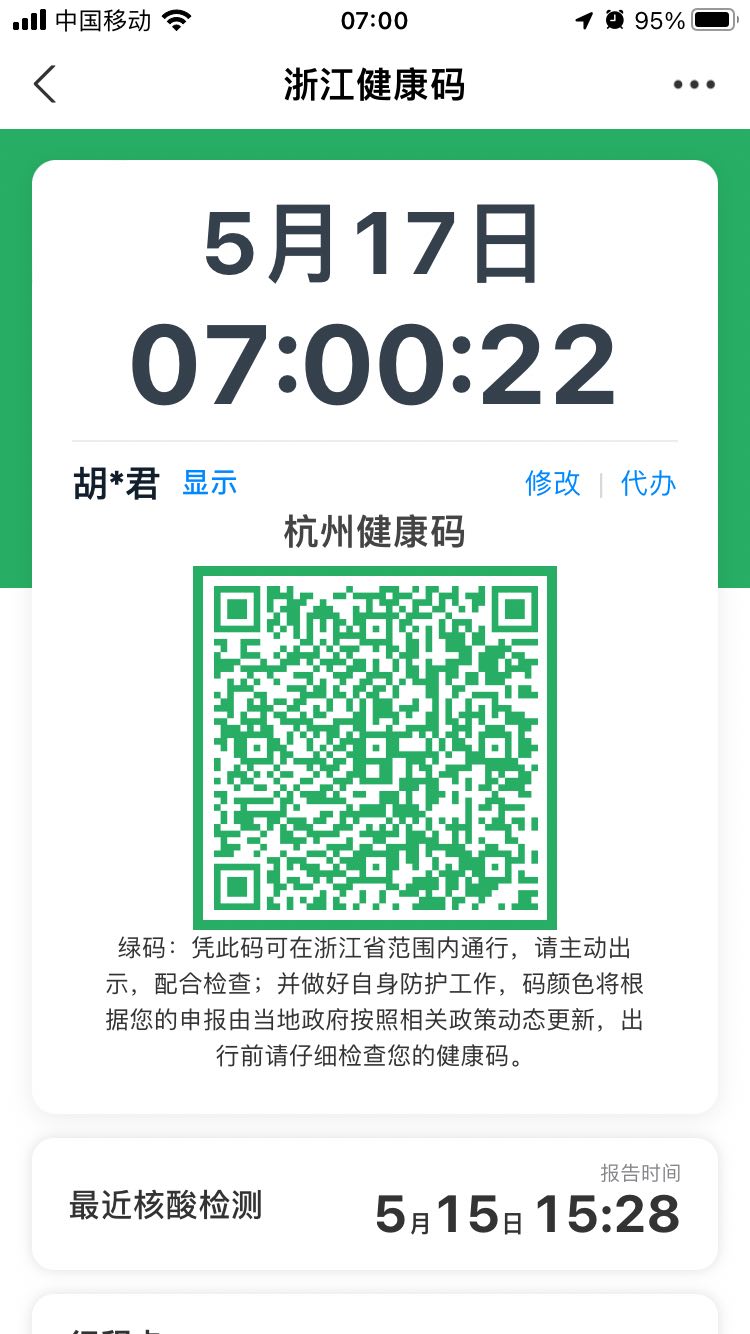 中国移动 07:00 95%
浙江健康码
5月17日
07:00:22
胡*君 显示 修改 | 代办
杭州健康码
绿码：凭此码可在浙江省范围内通行，请主动出
示，配合检查；并做好自身防护工作，码颜色将根
据您的申报由当地政府按照相关政策动态更新，出
行前请仔细检查您的健康码。
报告时间
最近核酸检测 5月15日 15:28